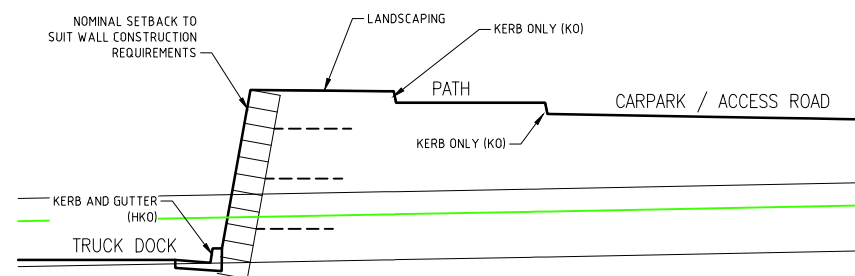 NOMINAL SETBACK TO
SUIT WALL CONSTRUCTION
REQUIREMENTS
LANDSCAPING
KERB ONLY (KO)
PATH
CARPARK / ACCESS ROAD
KERB ONLY (KO)
KERB AND GUTTER
(HKO)
TRUCK DOCK